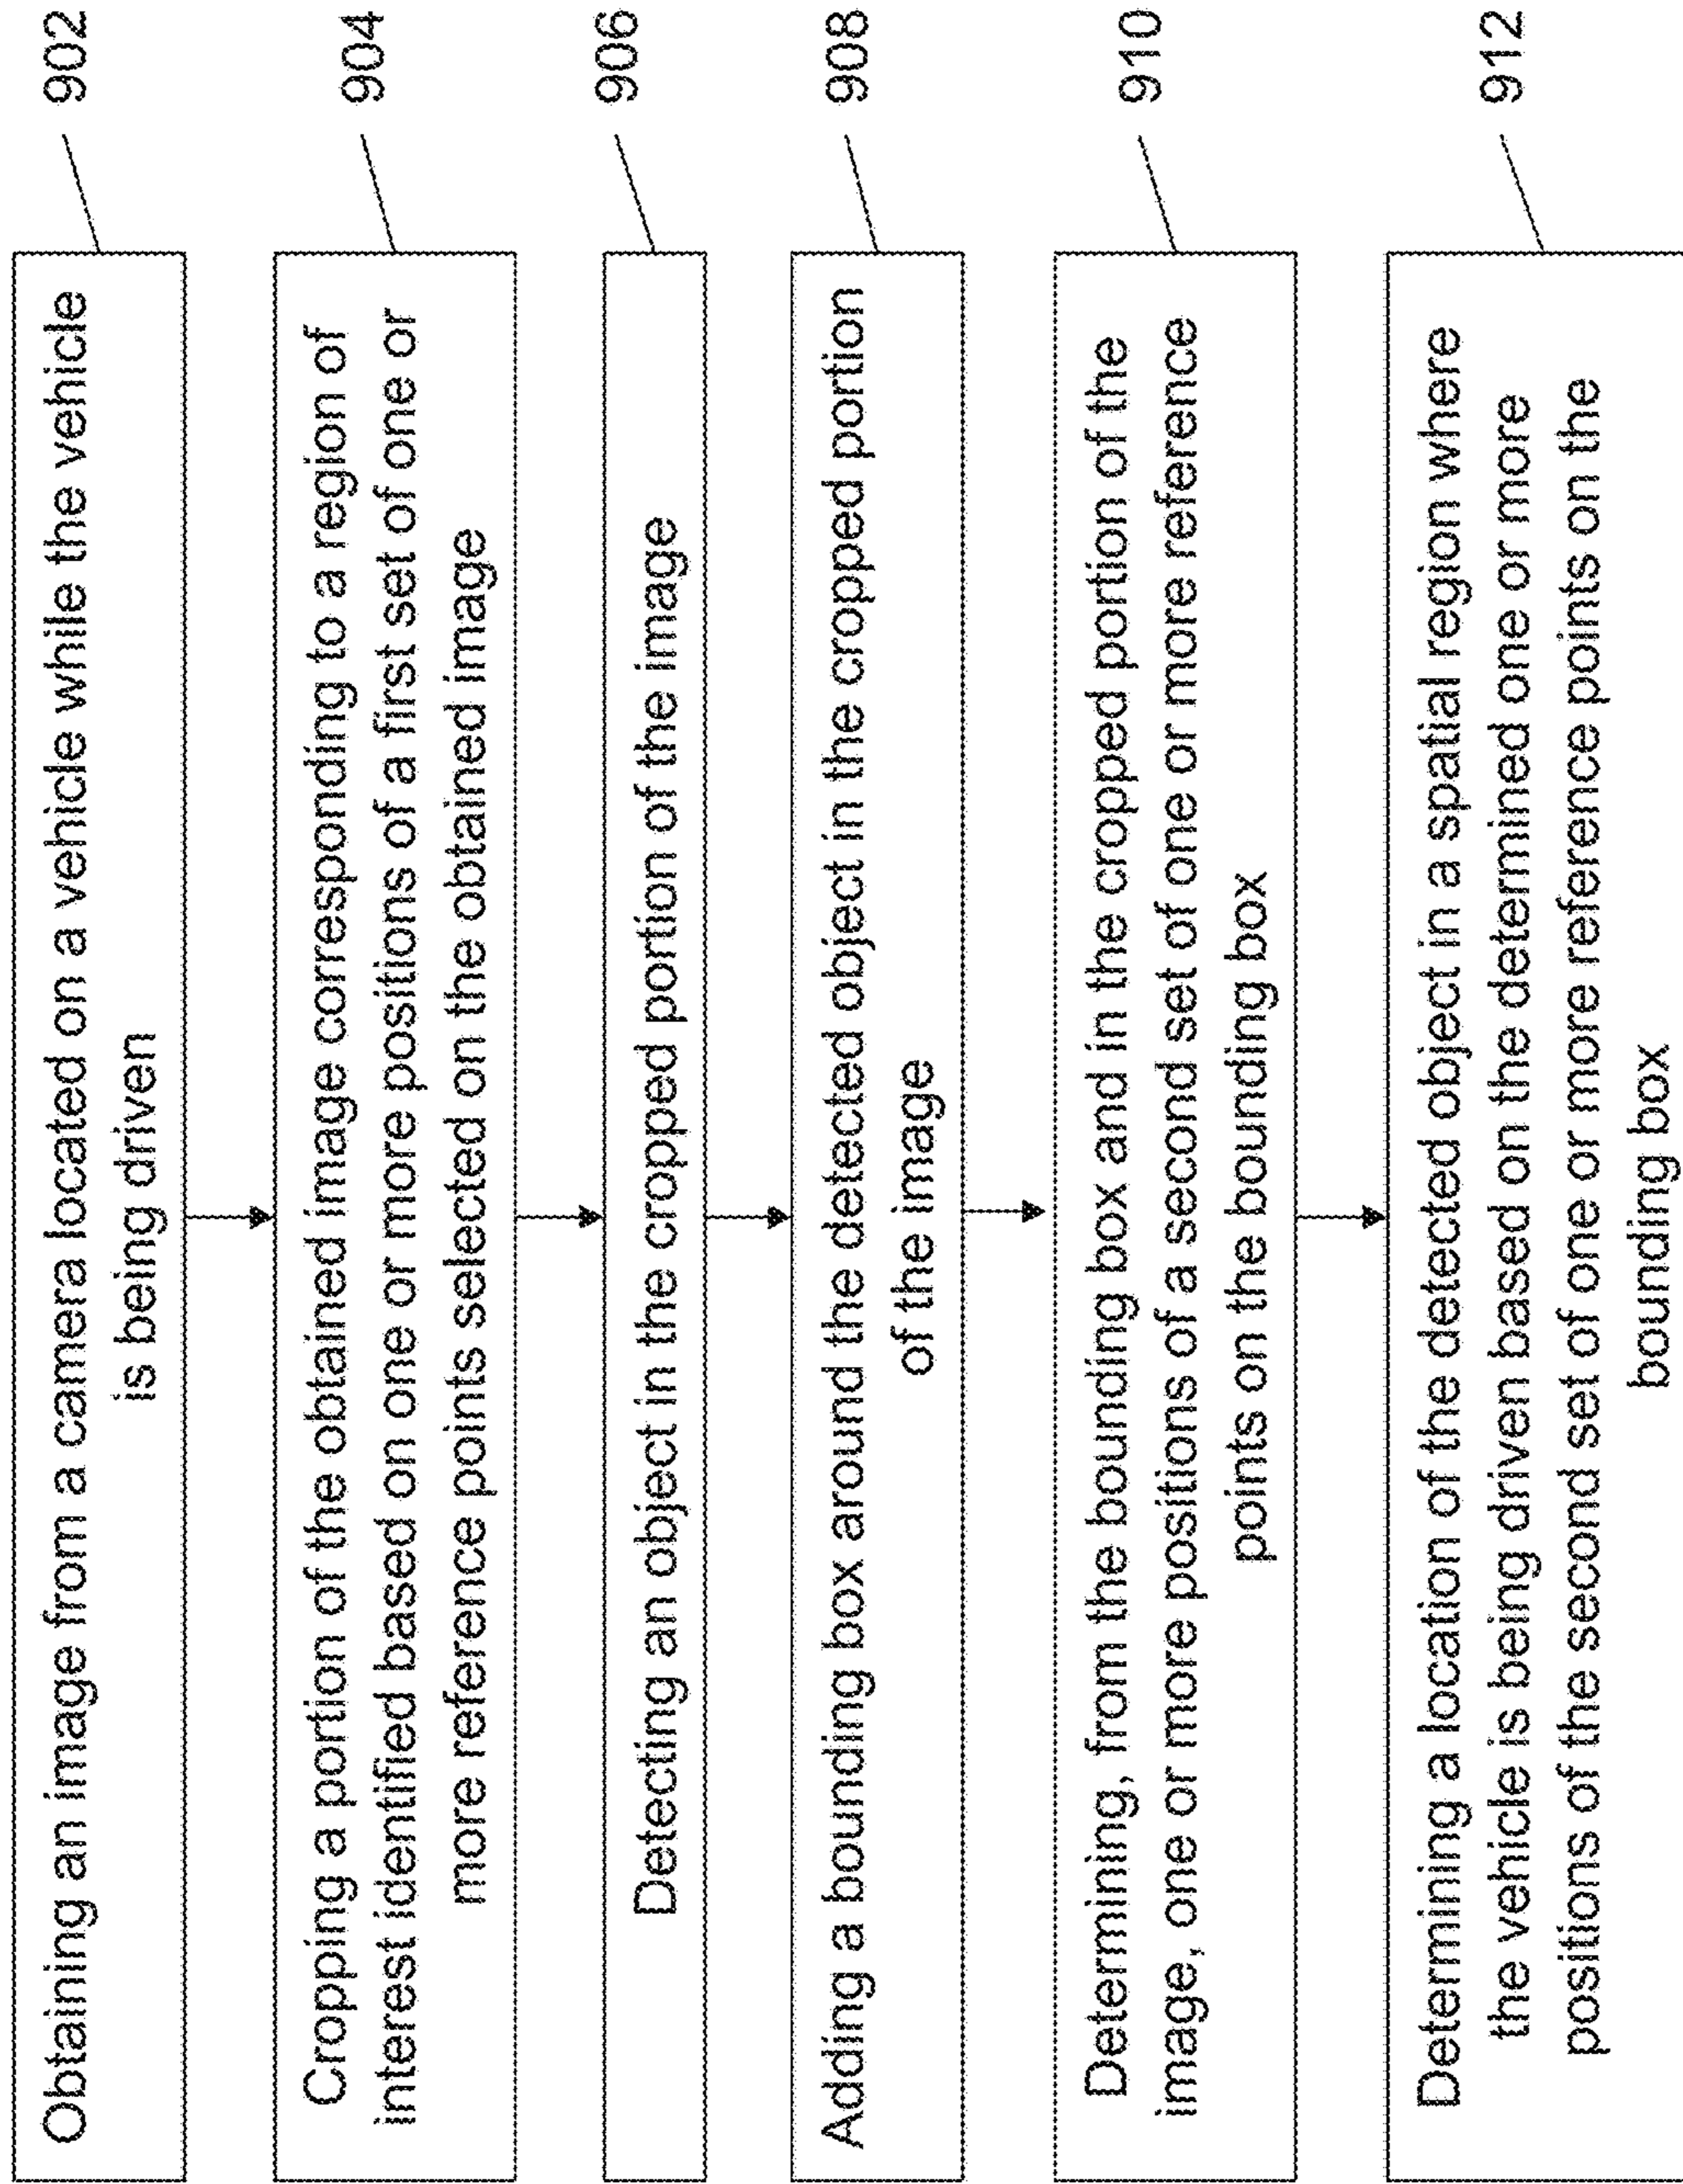 Obtaining an image from a camera located on a vehicle while the vehicle
is being driven
902
Cropping a portion of the obtained image corresponding to a region of
interest identified based on one or more positions of a first set of one or
more reference points selected on the obtained image
904
Detecting an object in the cropped portion of the image
906
Adding a bounding box around the detected object in the cropped portion
of the image
908
Determining, from the bounding box and in the cropped portion of the
image, one or more positions of a second set of one or more reference
points on the bounding box
910
Determining a location of the detected object in a spatial region where
the vehicle is being driven based on the determined one or more
positions of the second set of one or more reference points on the
bounding box
912